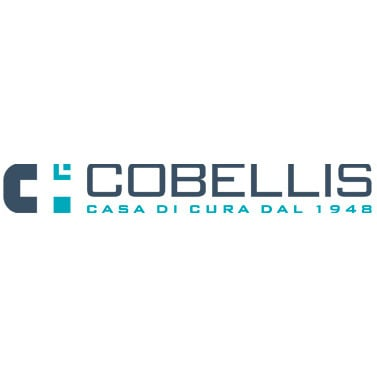 COBELLIS
CASA DI CURA DAL 1948